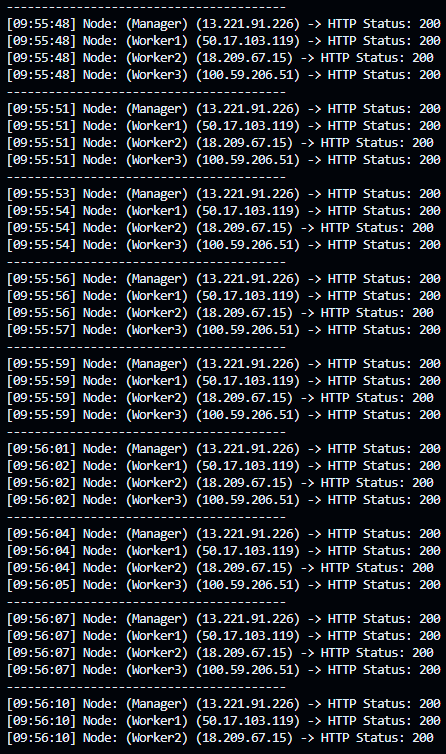 ----------------------------------------
[09:55:48] Node: (Manager) (13.221.91.226) -> HTTP Status: 200
[09:55:48] Node: (Worker1) (50.17.103.119) -> HTTP Status: 200
[09:55:48] Node: (Worker2) (18.209.67.15) -> HTTP Status: 200
[09:55:48] Node: (Worker3) (100.59.206.51) -> HTTP Status: 200
----------------------------------------
[09:55:51] Node: (Manager) (13.221.91.226) -> HTTP Status: 200
[09:55:51] Node: (Worker1) (50.17.103.119) -> HTTP Status: 200
[09:55:51] Node: (Worker2) (18.209.67.15) -> HTTP Status: 200
[09:55:51] Node: (Worker3) (100.59.206.51) -> HTTP Status: 200
----------------------------------------
[09:55:53] Node: (Manager) (13.221.91.226) -> HTTP Status: 200
[09:55:54] Node: (Worker1) (50.17.103.119) -> HTTP Status: 200
[09:55:54] Node: (Worker2) (18.209.67.15) -> HTTP Status: 200
[09:55:54] Node: (Worker3) (100.59.206.51) -> HTTP Status: 200
----------------------------------------
[09:55:56] Node: (Manager) (13.221.91.226) -> HTTP Status: 200
[09:55:56] Node: (Worker1) (50.17.103.119) -> HTTP Status: 200
[09:55:56] Node: (Worker2) (18.209.67.15) -> HTTP Status: 200
[09:55:57] Node: (Worker3) (100.59.206.51) -> HTTP Status: 200
----------------------------------------
[09:55:59] Node: (Manager) (13.221.91.226) -> HTTP Status: 200
[09:55:59] Node: (Worker1) (50.17.103.119) -> HTTP Status: 200
[09:55:59] Node: (Worker2) (18.209.67.15) -> HTTP Status: 200
[09:55:59] Node: (Worker3) (100.59.206.51) -> HTTP Status: 200
----------------------------------------
[09:56:01] Node: (Manager) (13.221.91.226) -> HTTP Status: 200
[09:56:02] Node: (Worker1) (50.17.103.119) -> HTTP Status: 200
[09:56:02] Node: (Worker2) (18.209.67.15) -> HTTP Status: 200
[09:56:02] Node: (Worker3) (100.59.206.51) -> HTTP Status: 200
----------------------------------------
[09:56:04] Node: (Manager) (13.221.91.226) -> HTTP Status: 200
[09:56:04] Node: (Worker1) (50.17.103.119) -> HTTP Status: 200
[09:56:04] Node: (Worker2) (18.209.67.15) -> HTTP Status: 200
[09:56:05] Node: (Worker3) (100.59.206.51) -> HTTP Status: 200
----------------------------------------
[09:56:07] Node: (Manager) (13.221.91.226) -> HTTP Status: 200
[09:56:07] Node: (Worker1) (50.17.103.119) -> HTTP Status: 200
[09:56:07] Node: (Worker2) (18.209.67.15) -> HTTP Status: 200
[09:56:07] Node: (Worker3) (100.59.206.51) -> HTTP Status: 200
----------------------------------------
[09:56:10] Node: (Manager) (13.221.91.226) -> HTTP Status: 200
[09:56:10] Node: (Worker1) (50.17.103.119) -> HTTP Status: 200
[09:56:10] Node: (Worker2) (18.209.67.15) -> HTTP Status: 200